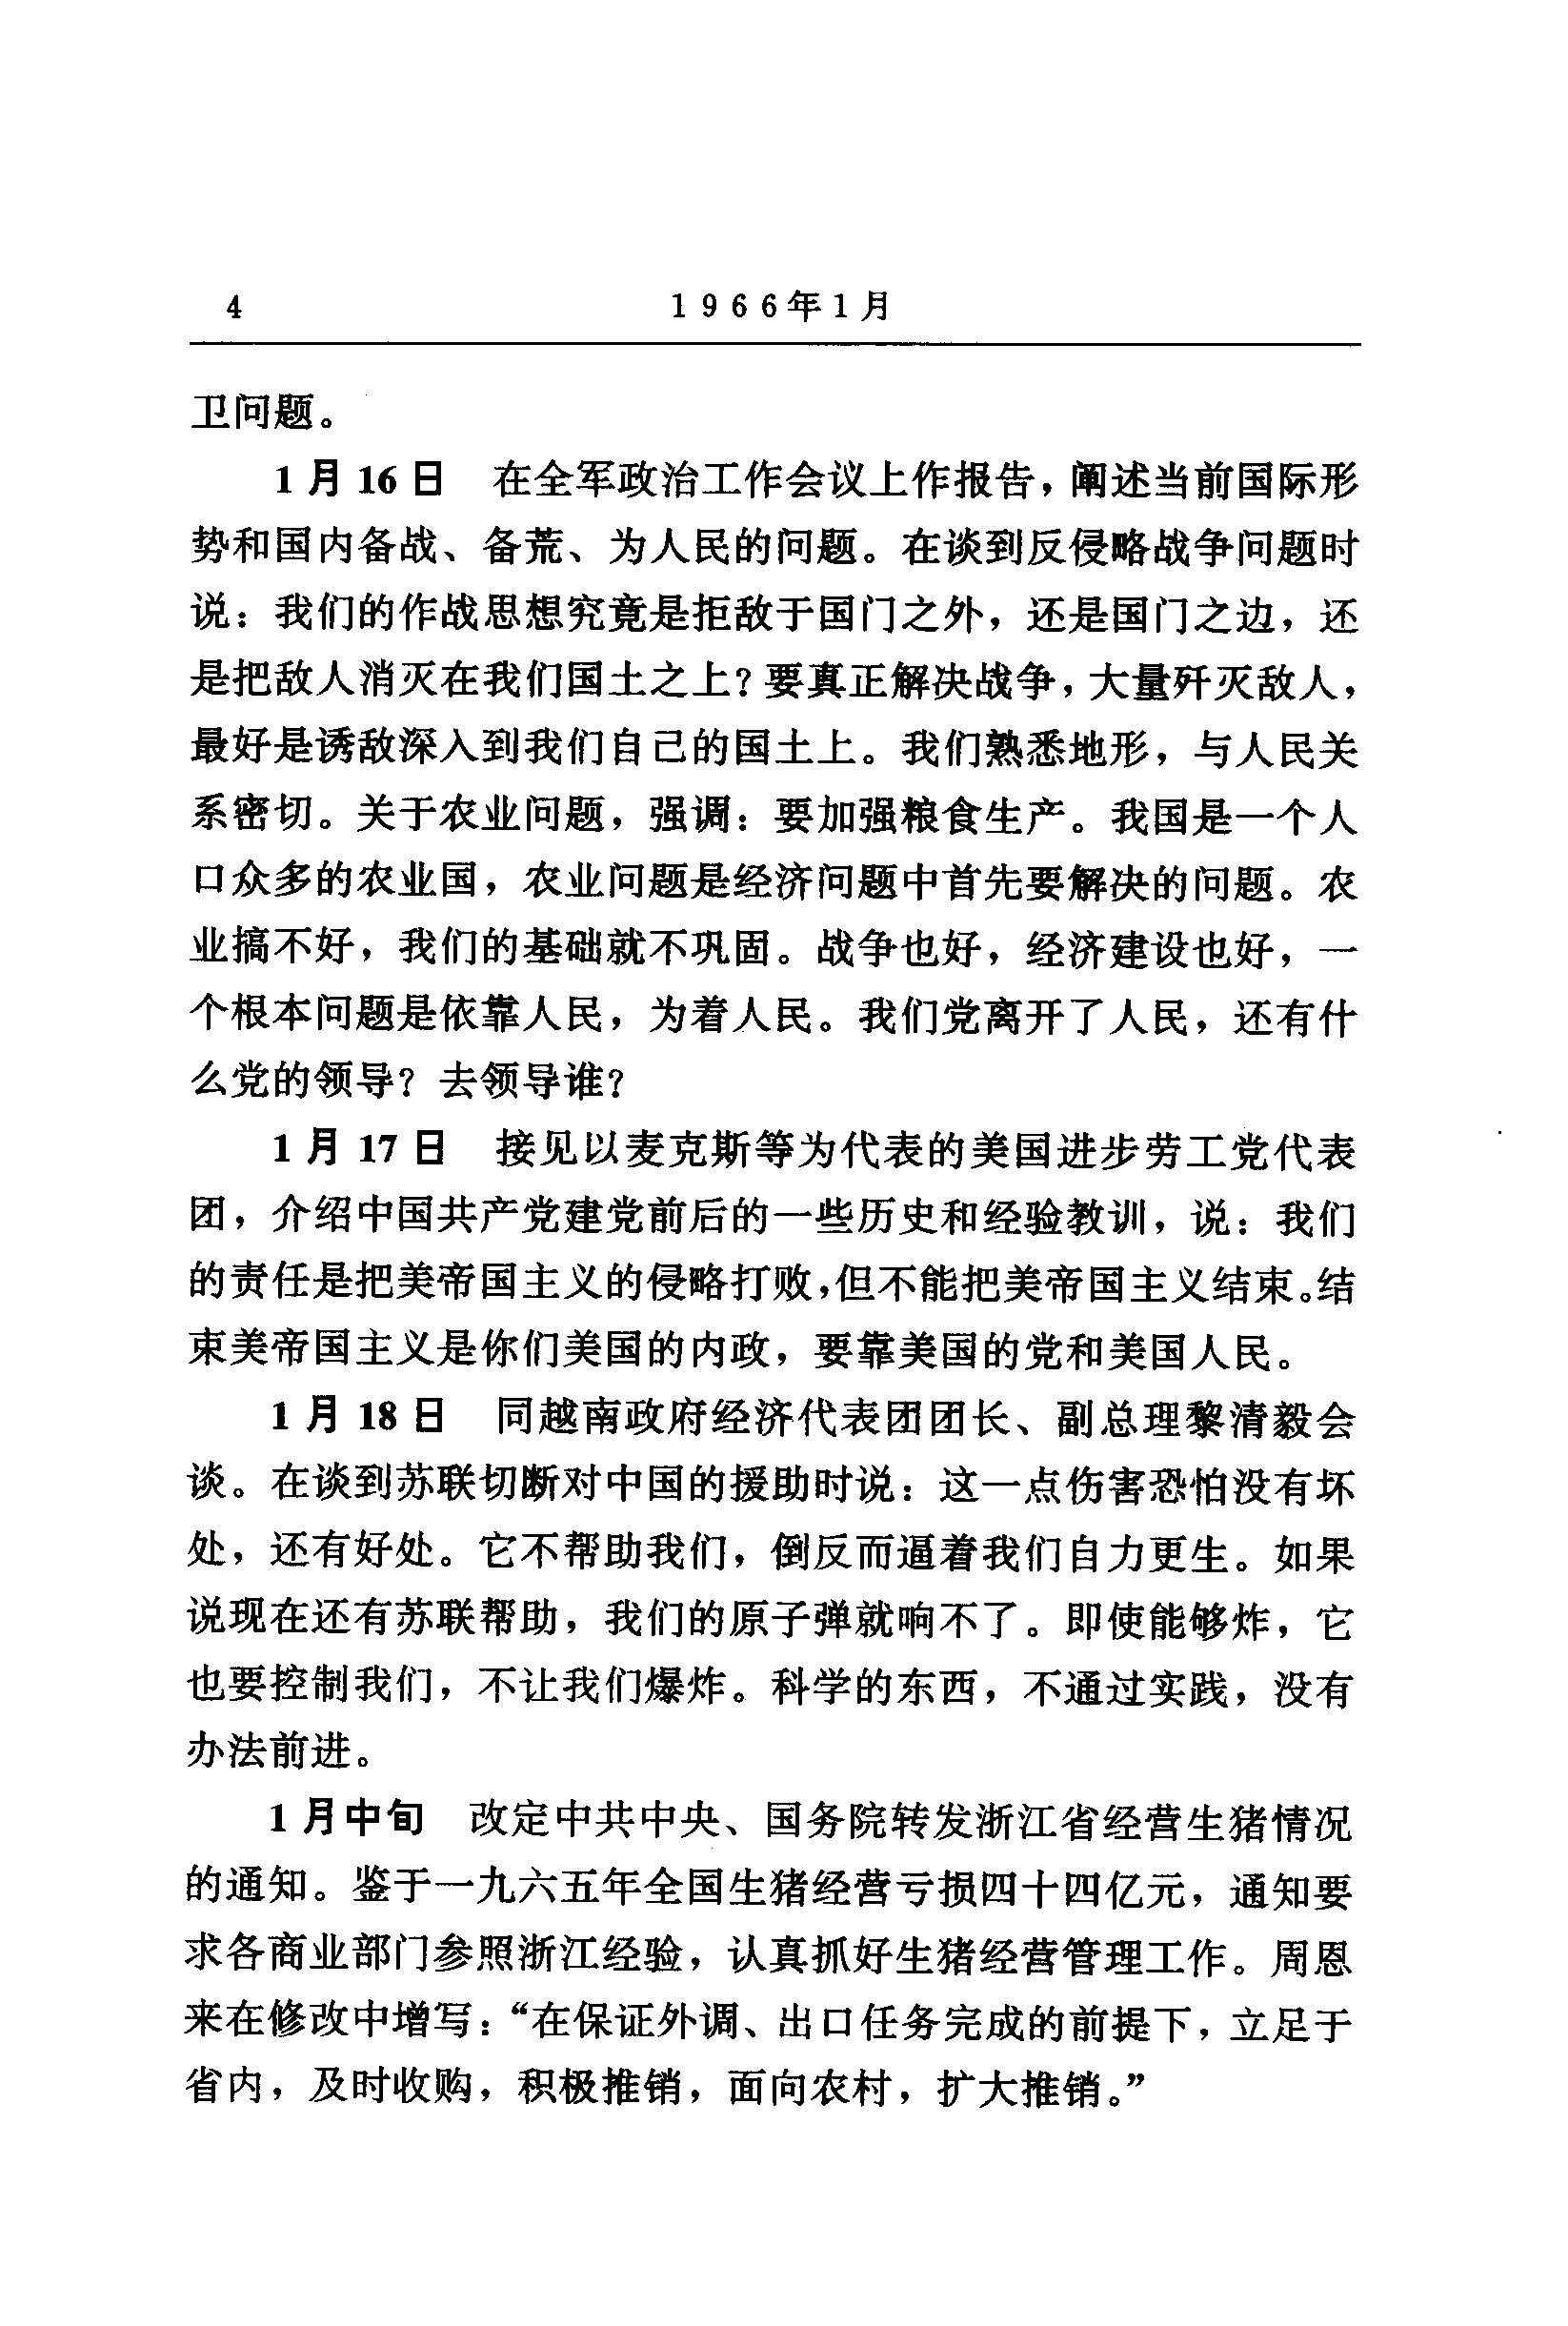 4　1966年1月
卫问题。
1月16日　在全军政治工作会议上作报告，阐述当前国际形
势和国内备战、备荒、为人民的问题。在谈到反侵略战争问题时
说：我们的作战思想究竟是拒敌于国门之外，还是国门之边，还
是把敌人消灭在我们国土之上？要真正解决战争，大量歼灭敌人，
最好是诱敌深入到我们自己的国土上。我们熟悉地形，与人民关
系密切。关于农业问题，强调：要加强粮食生产。我国是一个人
口众多的农业国，农业问题是经济问题中首先要解决的问题。农
业搞不好，我们的基础就不巩固。战争也好，经济建设也好，一
个根本问题是依靠人民，为着人民。我们党离开了人民，还有什
么党的领导？去领导谁？
1月17日　接见以麦克斯等为代表的美国进步劳工党代表
团，介绍中国共产党建党前后的一些历史和经验教训，说：我们
的责任是把美帝国主义的侵略打败，但不能把美帝国主义结束。结
束美帝国主义是你们美国的内政，要靠美国的党和美国人民。
1月18日　同越南政府经济代表团团长、副总理黎清毅会
谈。在谈到苏联切断对中国的援助时说：这一点伤害恐怕没有坏
处，还有好处。它不帮助我们，倒反而逼着我们自力更生。如果
说现在还有苏联帮助，我们的原子弹就响不了。即使能够炸，它
也要控制我们，不让我们爆炸。科学的东西，不通过实践，没有
办法前进。
1月中旬　改定中共中央、国务院转发浙江省经营生猪情况
的通知。鉴于一九六五年全国生猪经营亏损四十四亿元，通知要
求各商业部门参照浙江经验，认真抓好生猪经营管理工作。周恩
来在修改中增写：“在保证外调、出口任务完成的前提下，立足于
省内，及时收购，积极推销，面向农村，扩大推销。”